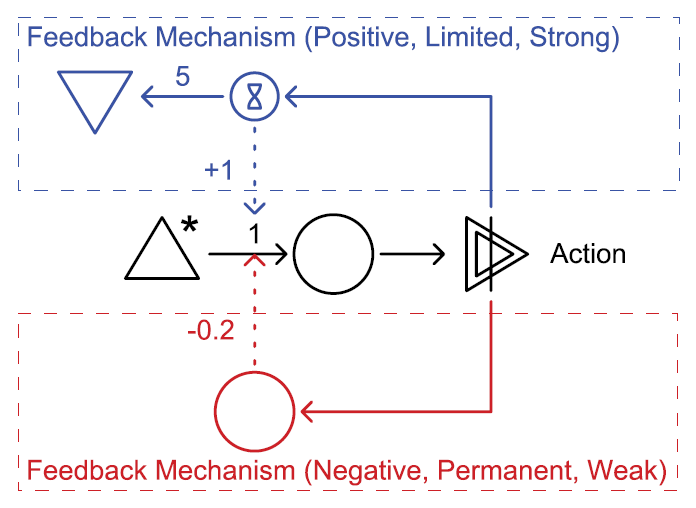 Feedback Mechanism (Positive, Limited, Strong)
5
+1
*
1
Action
-0.2
Feedback Mechanism (Negative, Permanent, Weak)